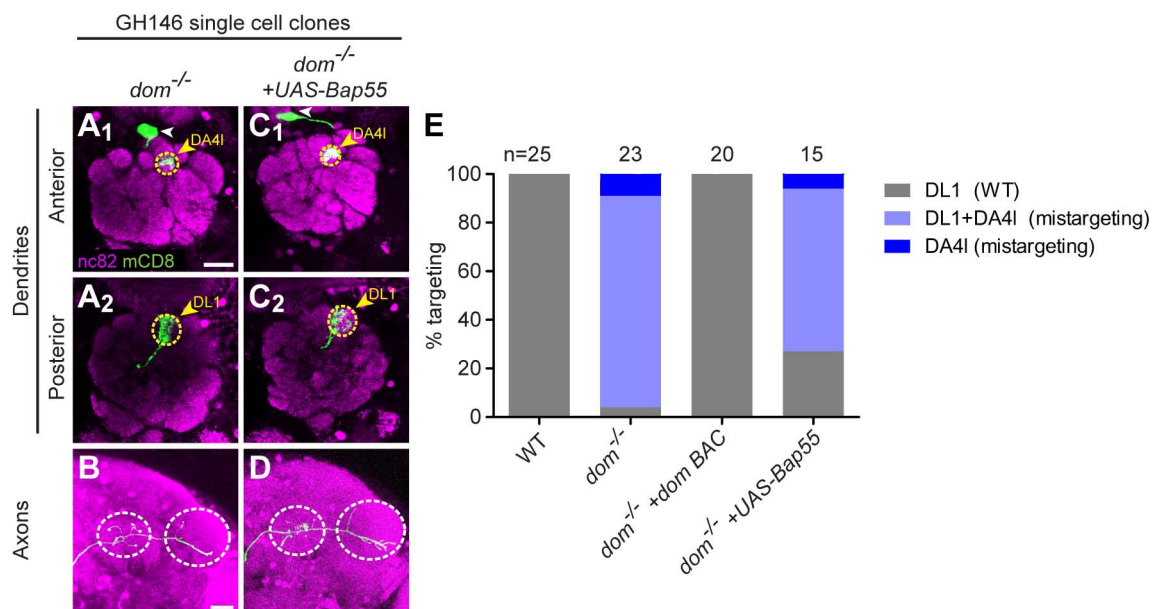 GH146 single cell clones
dom-/-
dom-/-
+UAS-Bap55
Dendrites
Anterior
Posterior
Axons
A1
DA4l
nc82 mCD8
C1
DA4l
A2
DL1
C2
DL1
B
D
E
n=25 23 20 15
% targeting
100
80
60
40
20
0
WT
dom-/-
dom-/- +dom BAC
dom-/- +UAS-Bap55
DL1 (WT)
DL1+DA4l (mistargeting)
DA4l (mistargeting)